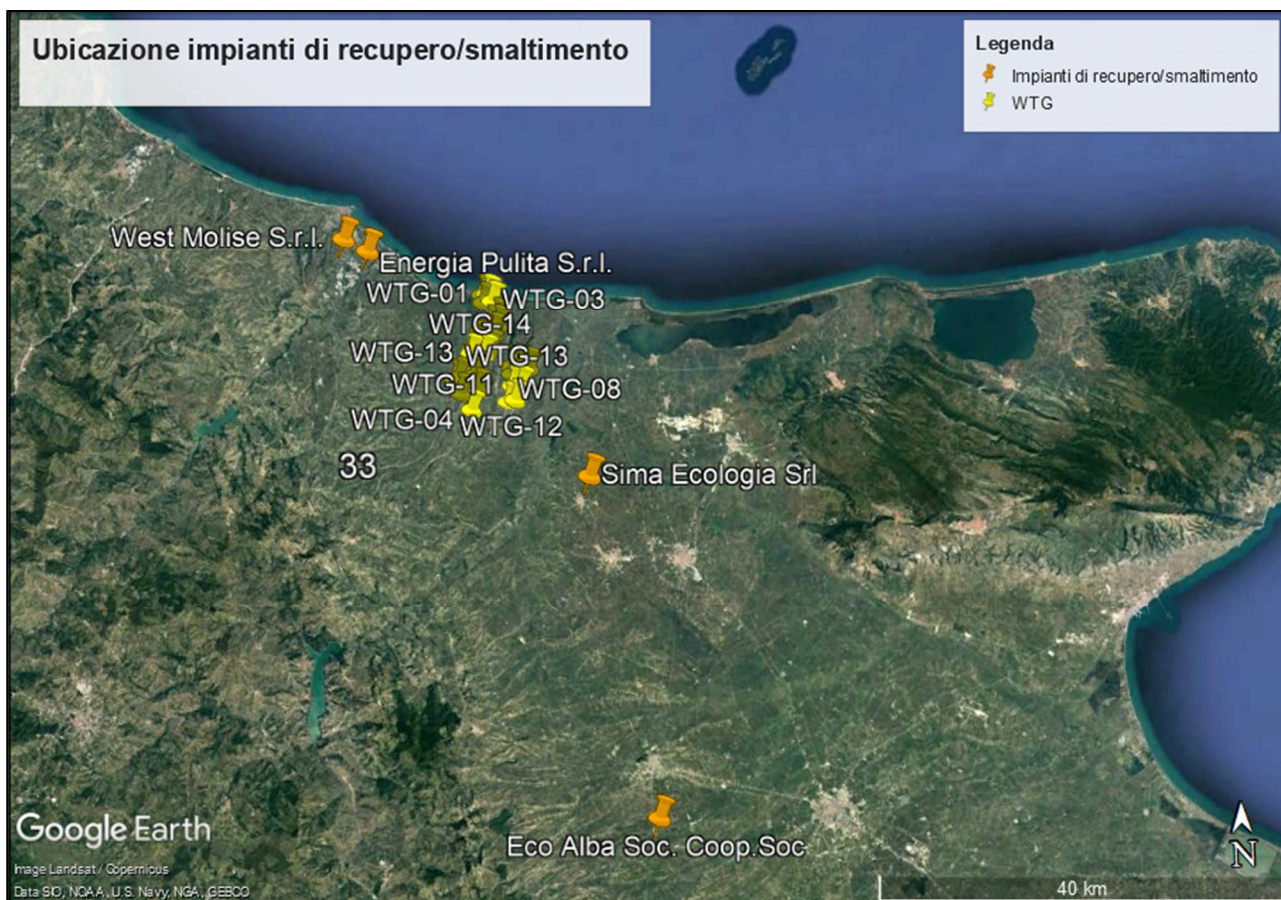 Ubicazione impianti di recupero/smaltimento
Legenda
Impianti di recupero/smaltimento
WTG
West Molise S.r.l.
Energia Pulita S.r.l.
WTG-01
WTG-03
WTG-14
WTG-13
WTG-13
WTG-11
WTG-08
WTG-04
WTG-12
33
Sima Ecologia Srl
Eco Alba Soc. Coop.Soc
Google Earth
Image Landsat / Copernicus
Data SIO, NOAA, U.S. Navy, NGA, GEBCO
40 km
N